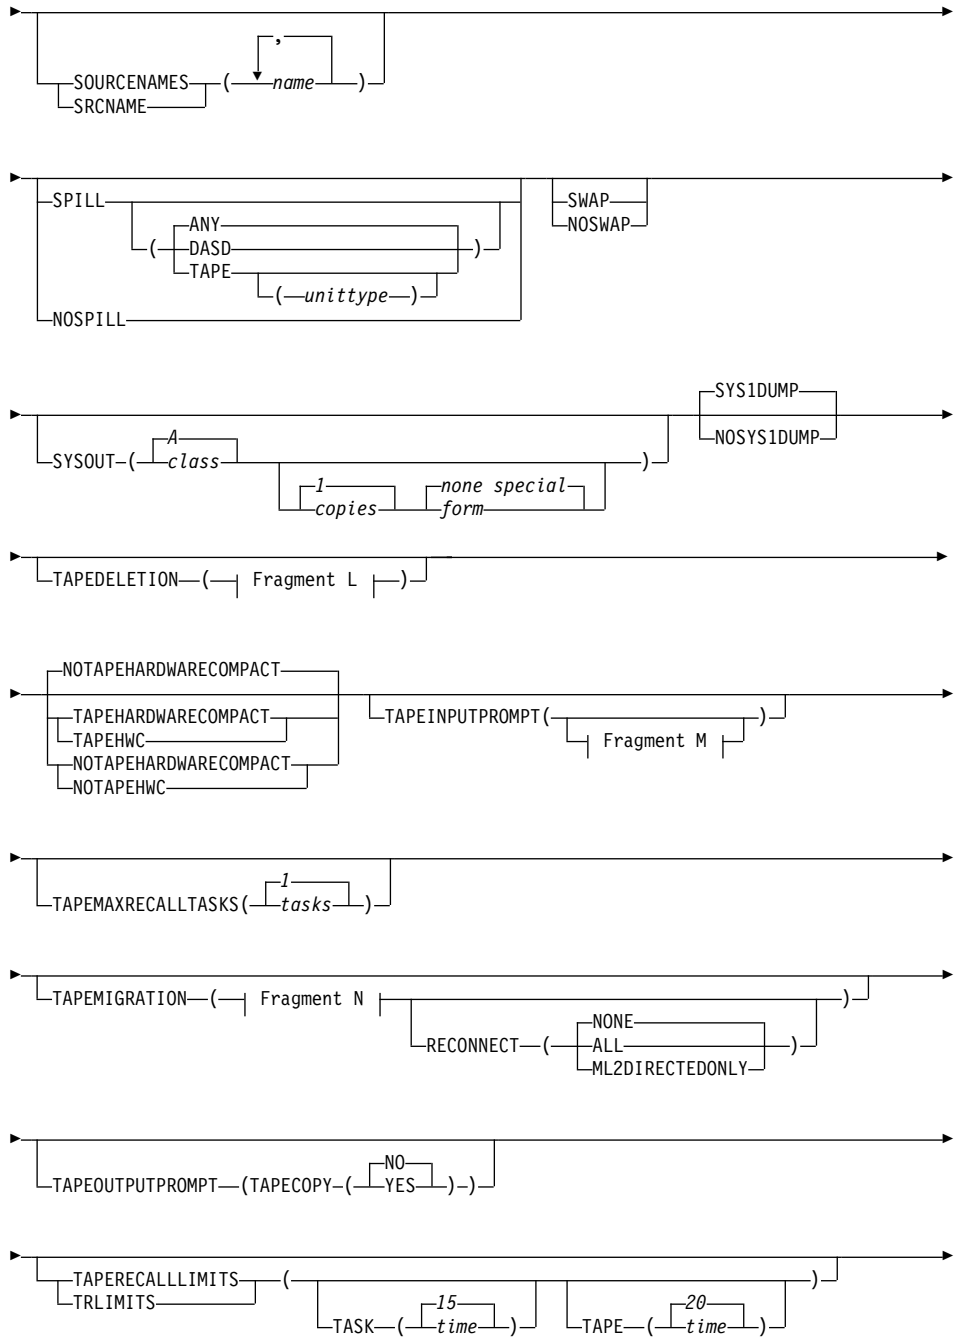 ,
SOURCENAMES ( name )
SRCNAME
SPILL SWAP
ANY NOSWAP
( DASD )
TAPE
( unittype )
NOSPILL
SYS1DUMP
A NOSYS1DUMP
SYSOUT ( class )
1 none special
copies form
TAPEDELETION ( Fragment L )
NOTAPEHARDWARECOMPACT
TAPEHARDWARECOMPACT TAPEINPUTPROMPT( )
TAPEHWC Fragment M
NOTAPEHARDWARECOMPACT
NOTAPEHWC
1
TAPEMAXRECALLTASKS( tasks )
TAPEMIGRATION ( Fragment N )
NONE
RECONNECT ( ALL )
ML2DIRECTEDONLY
NO
TAPEOUTPUTPROMPT (TAPECOPY ( YES ) )
TAPERECALLLIMITS ( )
TRLIMITS
15 20
TASK ( time ) TAPE ( time )